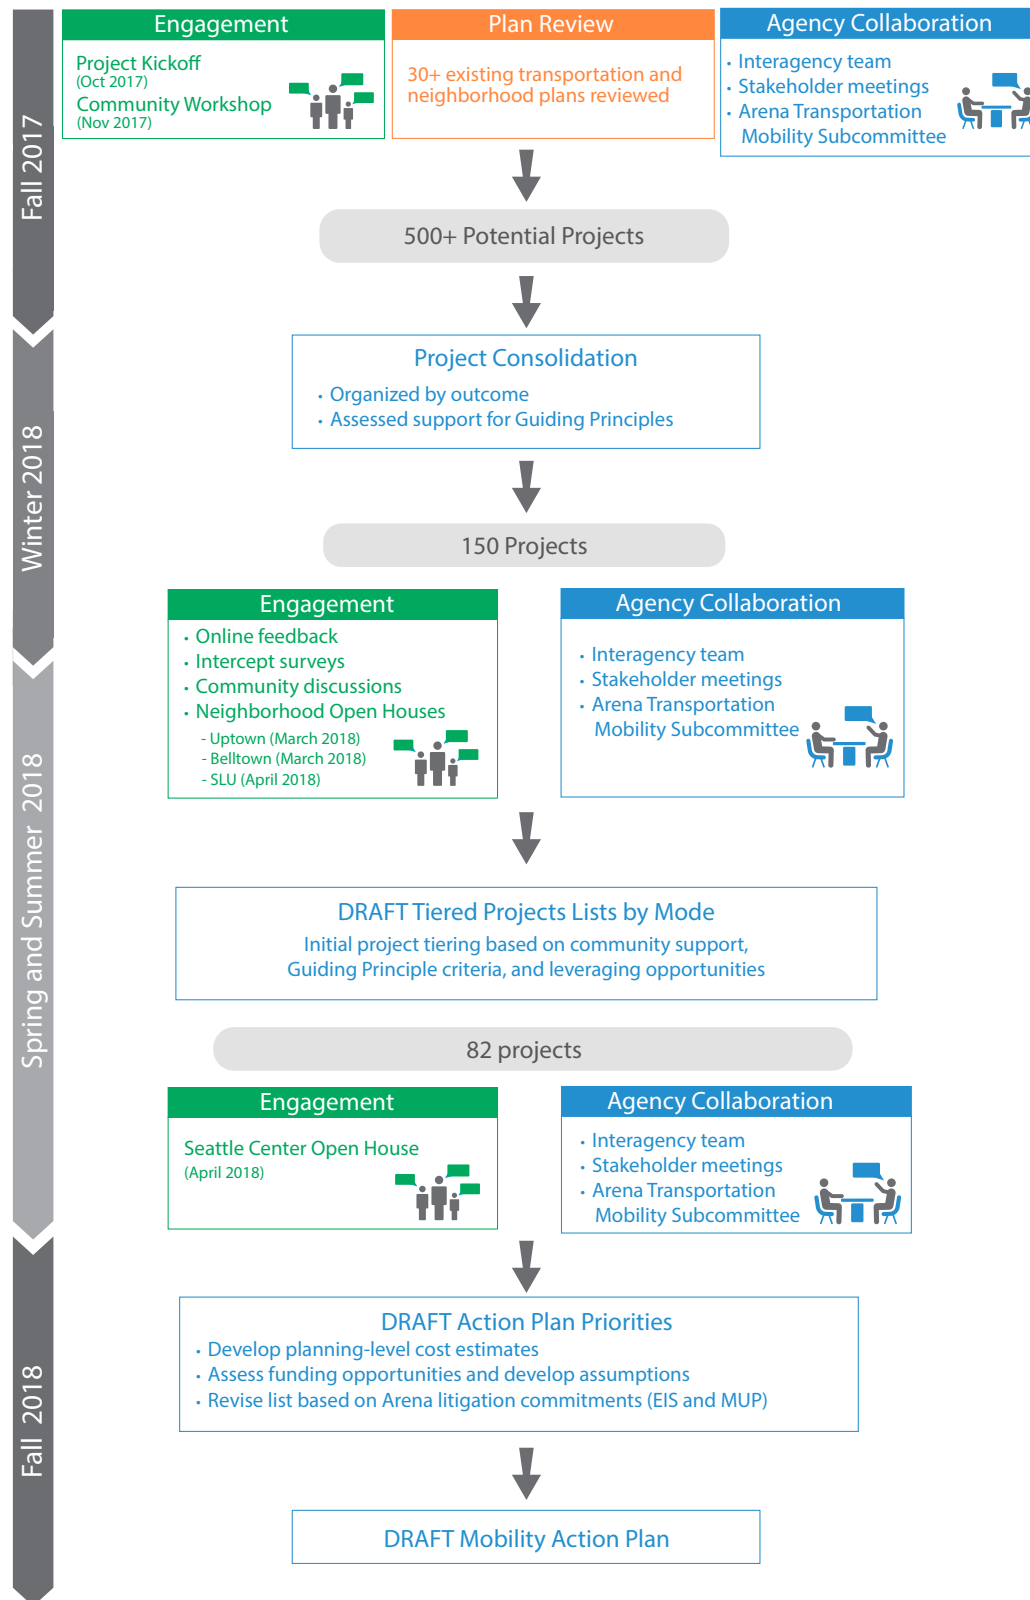 Fall 2017
Engagement
Project Kickoff
(Oct 2017)
Community Workshop
(Nov 2017)
Plan Review
30+ existing transportation and
neighborhood plans reviewed
Agency Collaboration
• Interagency team
• Stakeholder meetings
• Arena Transportation
Mobility Subcommittee
500+ Potential Projects
Winter 2018
Project Consolidation
• Organized by outcome
• Assessed support for Guiding Principles
150 Projects
Spring and Summer 2018
Engagement
• Online feedback
• Intercept surveys
• Community discussions
• Neighborhood Open Houses
- Uptown (March 2018)
- Belltown (March 2018)
- SLU (April 2018)
Agency Collaboration
• Interagency team
• Stakeholder meetings
• Arena Transportation
Mobility Subcommittee
DRAFT Tiered Projects Lists by Mode
Initial project tiering based on community support,
Guiding Principle criteria, and leveraging opportunities
82 projects
Engagement
Seattle Center Open House
(April 2018)
Agency Collaboration
• Interagency team
• Stakeholder meetings
• Arena Transportation
Mobility Subcommittee
Fall 2018
DRAFT Action Plan Priorities
• Develop planning-level cost estimates
• Assess funding opportunities and develop assumptions
• Revise list based on Arena litigation commitments (EIS and MUP)
DRAFT Mobility Action Plan